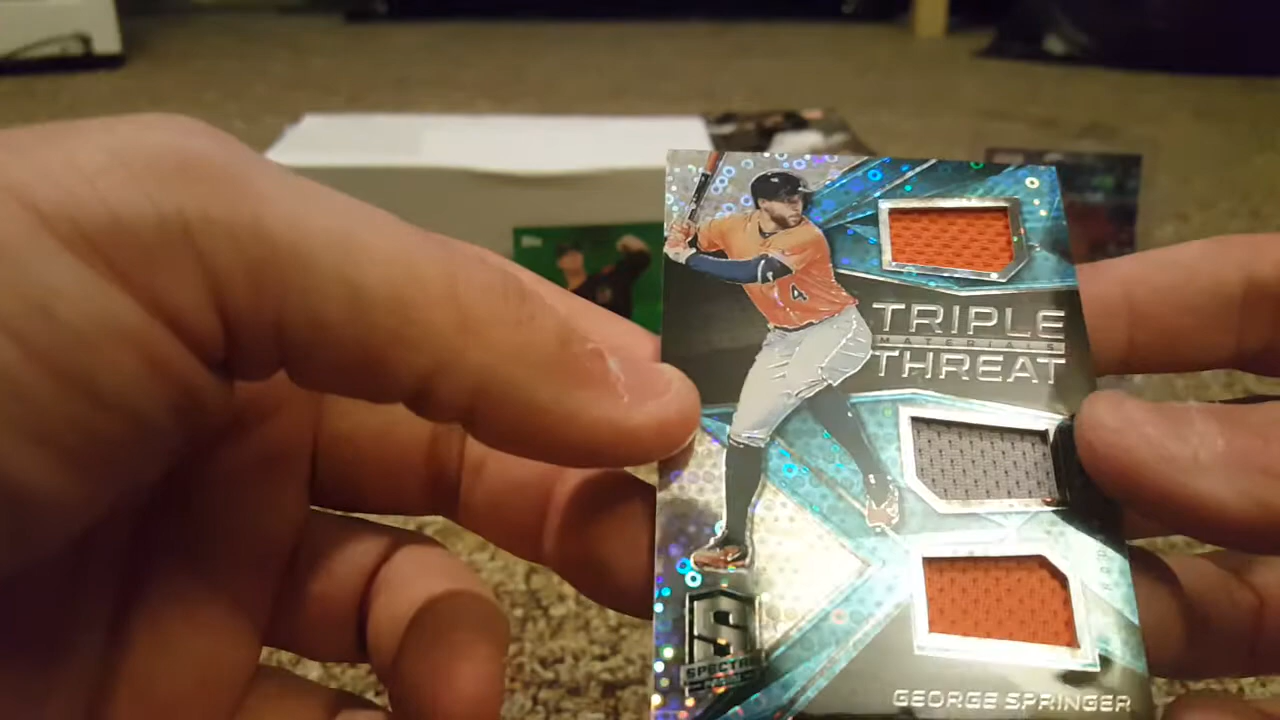 4
TRIPLE
MATERIALS
THREAT
S
SPECTRA
GEORGE SPRINGER